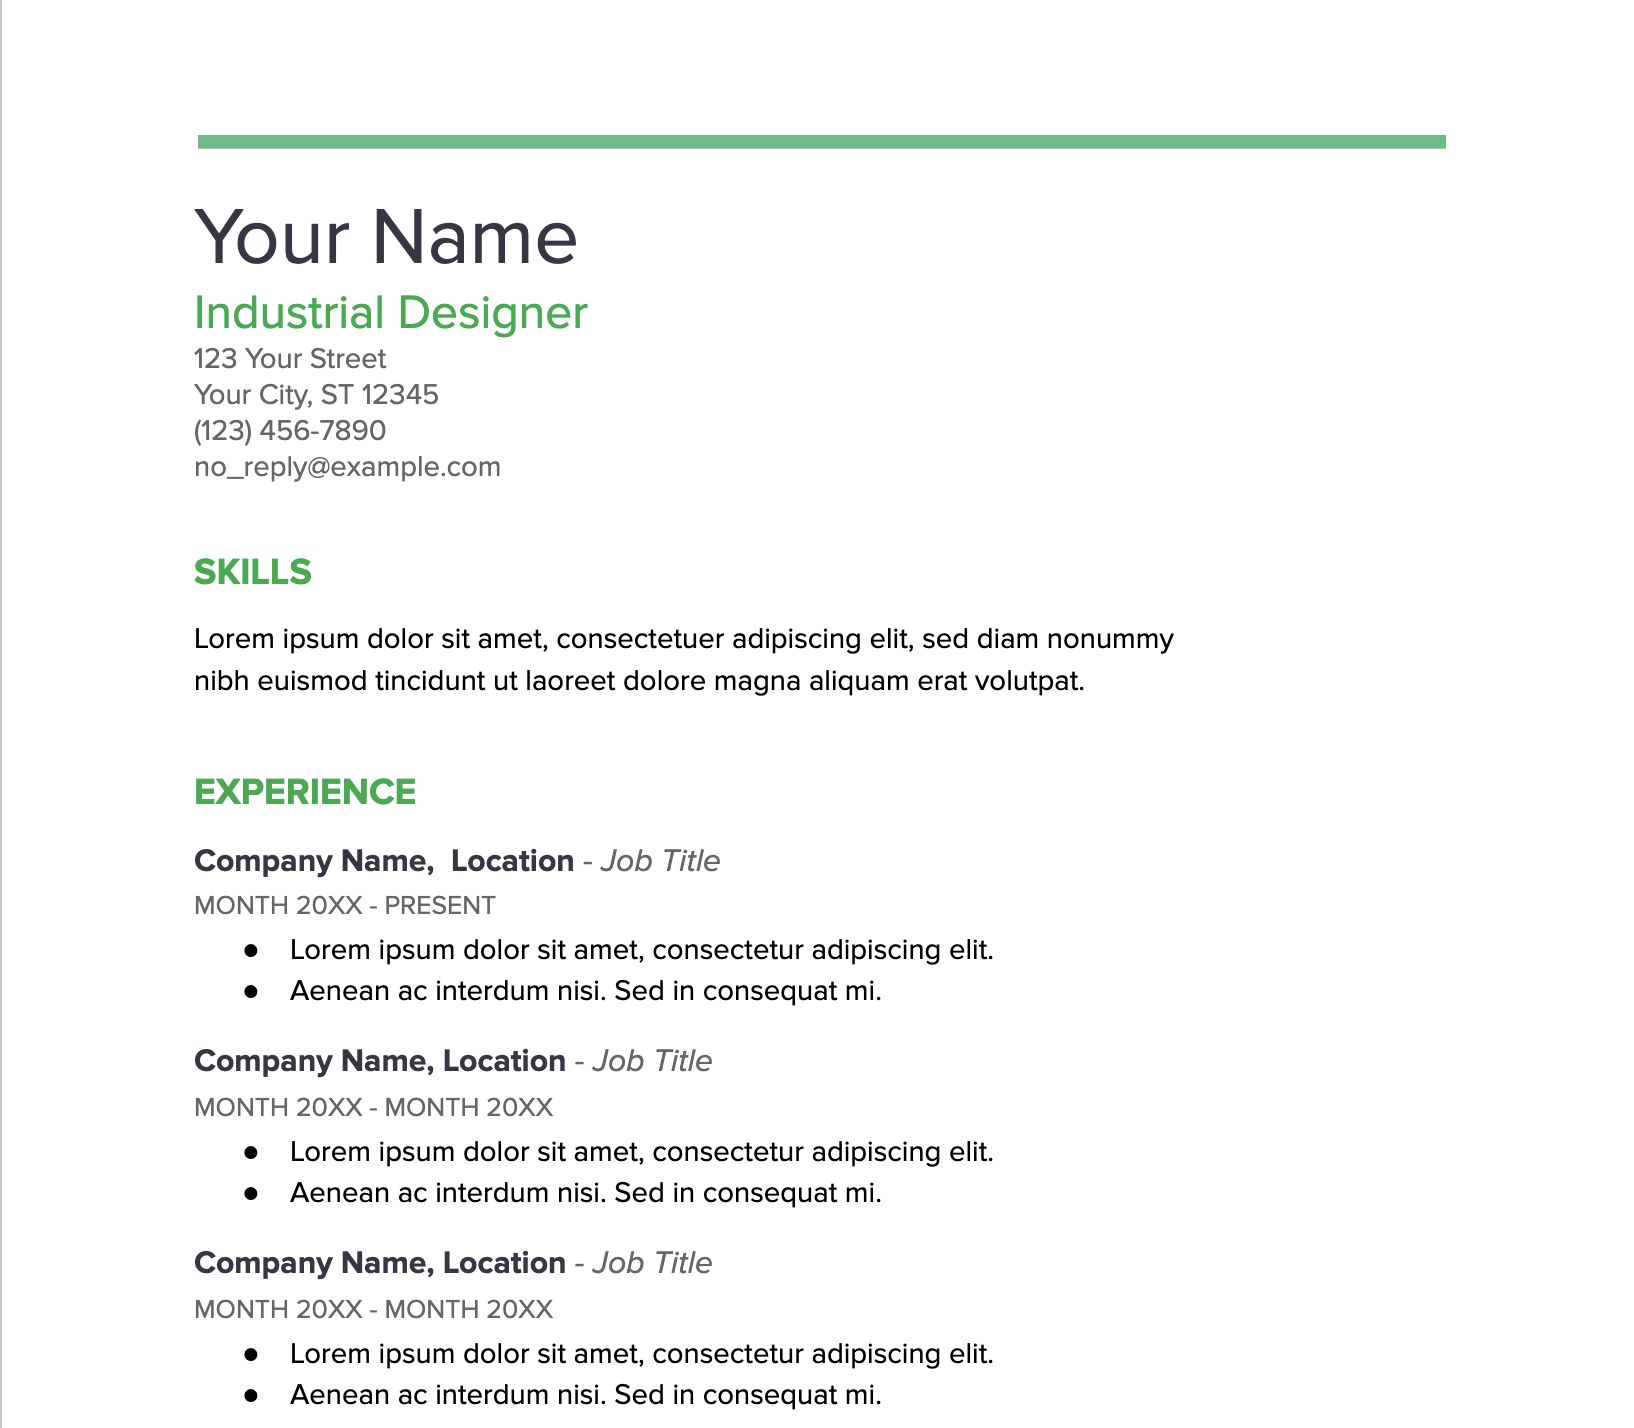 Your Name
Industrial Designer
123 Your Street
Your City, ST 12345
(123) 456-7890
no_reply@example.com
SKILLS
Lorem ipsum dolor sit amet, consectetuer adipiscing elit, sed diam nonummy
nibh euismod tincidunt ut laoreet dolore magna aliquam erat volutpat.
EXPERIENCE
Company Name,  Location - Job Title
MONTH 20XX - PRESENT
● Lorem ipsum dolor sit amet, consectetur adipiscing elit.
● Aenean ac interdum nisi. Sed in consequat mi.
Company Name, Location - Job Title
MONTH 20XX - MONTH 20XX
● Lorem ipsum dolor sit amet, consectetur adipiscing elit.
● Aenean ac interdum nisi. Sed in consequat mi.
Company Name, Location - Job Title
MONTH 20XX - MONTH 20XX
● Lorem ipsum dolor sit amet, consectetur adipiscing elit.
● Aenean ac interdum nisi. Sed in consequat mi.